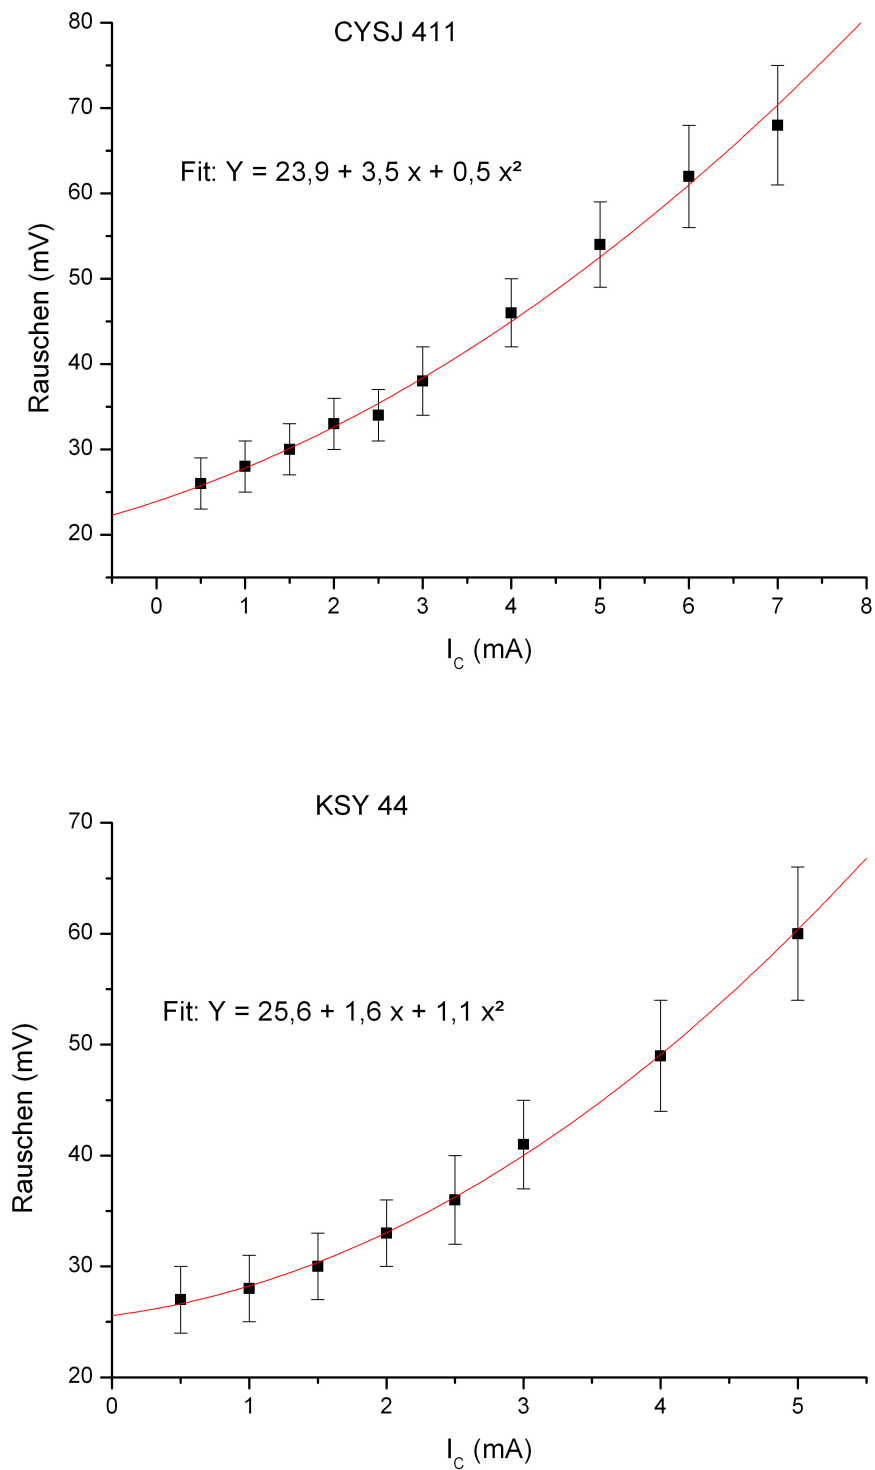 CYSJ 411
Fit: Y = 23,9 + 3,5 x + 0,5 x²
Rauschen (mV)
80
70
60
50
40
30
20
0 1 2 3 4 5 6 7 8
I_C (mA)
KSY 44
Fit: Y = 25,6 + 1,6 x + 1,1 x²
Rauschen (mV)
70
60
50
40
30
20
0 1 2 3 4 5
I_C (mA)